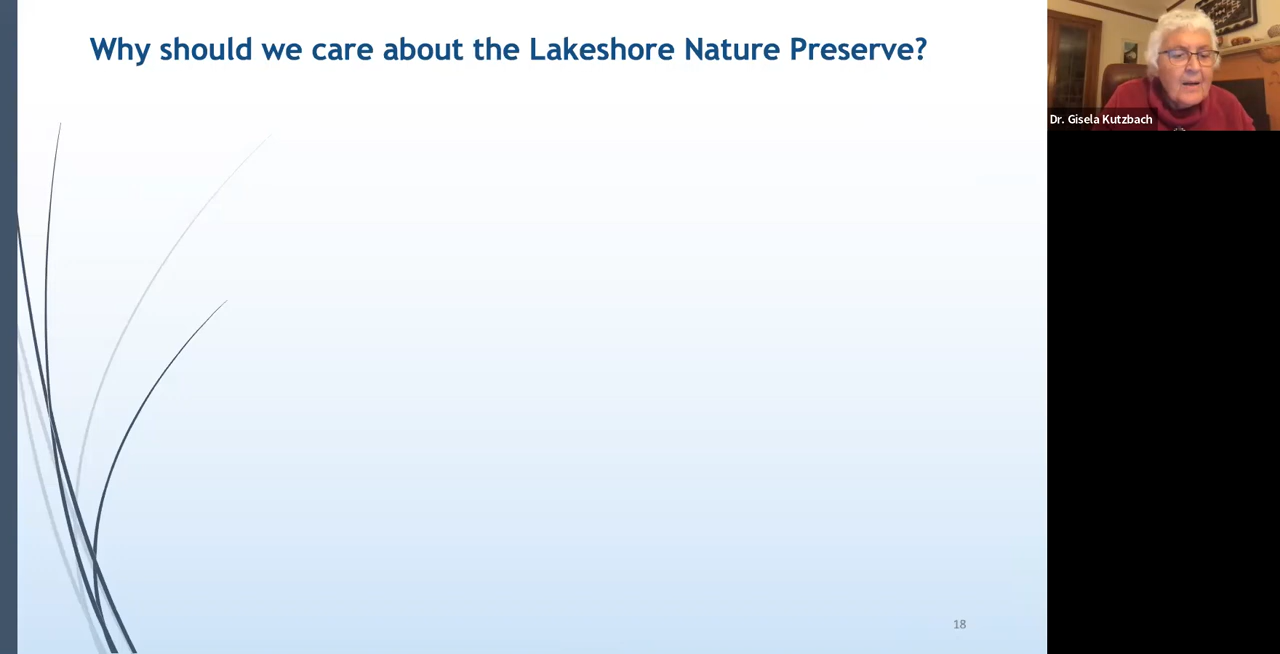 Why should we care about the Lakeshore Nature Preserve?
Dr. Gisela Kutzbach
18